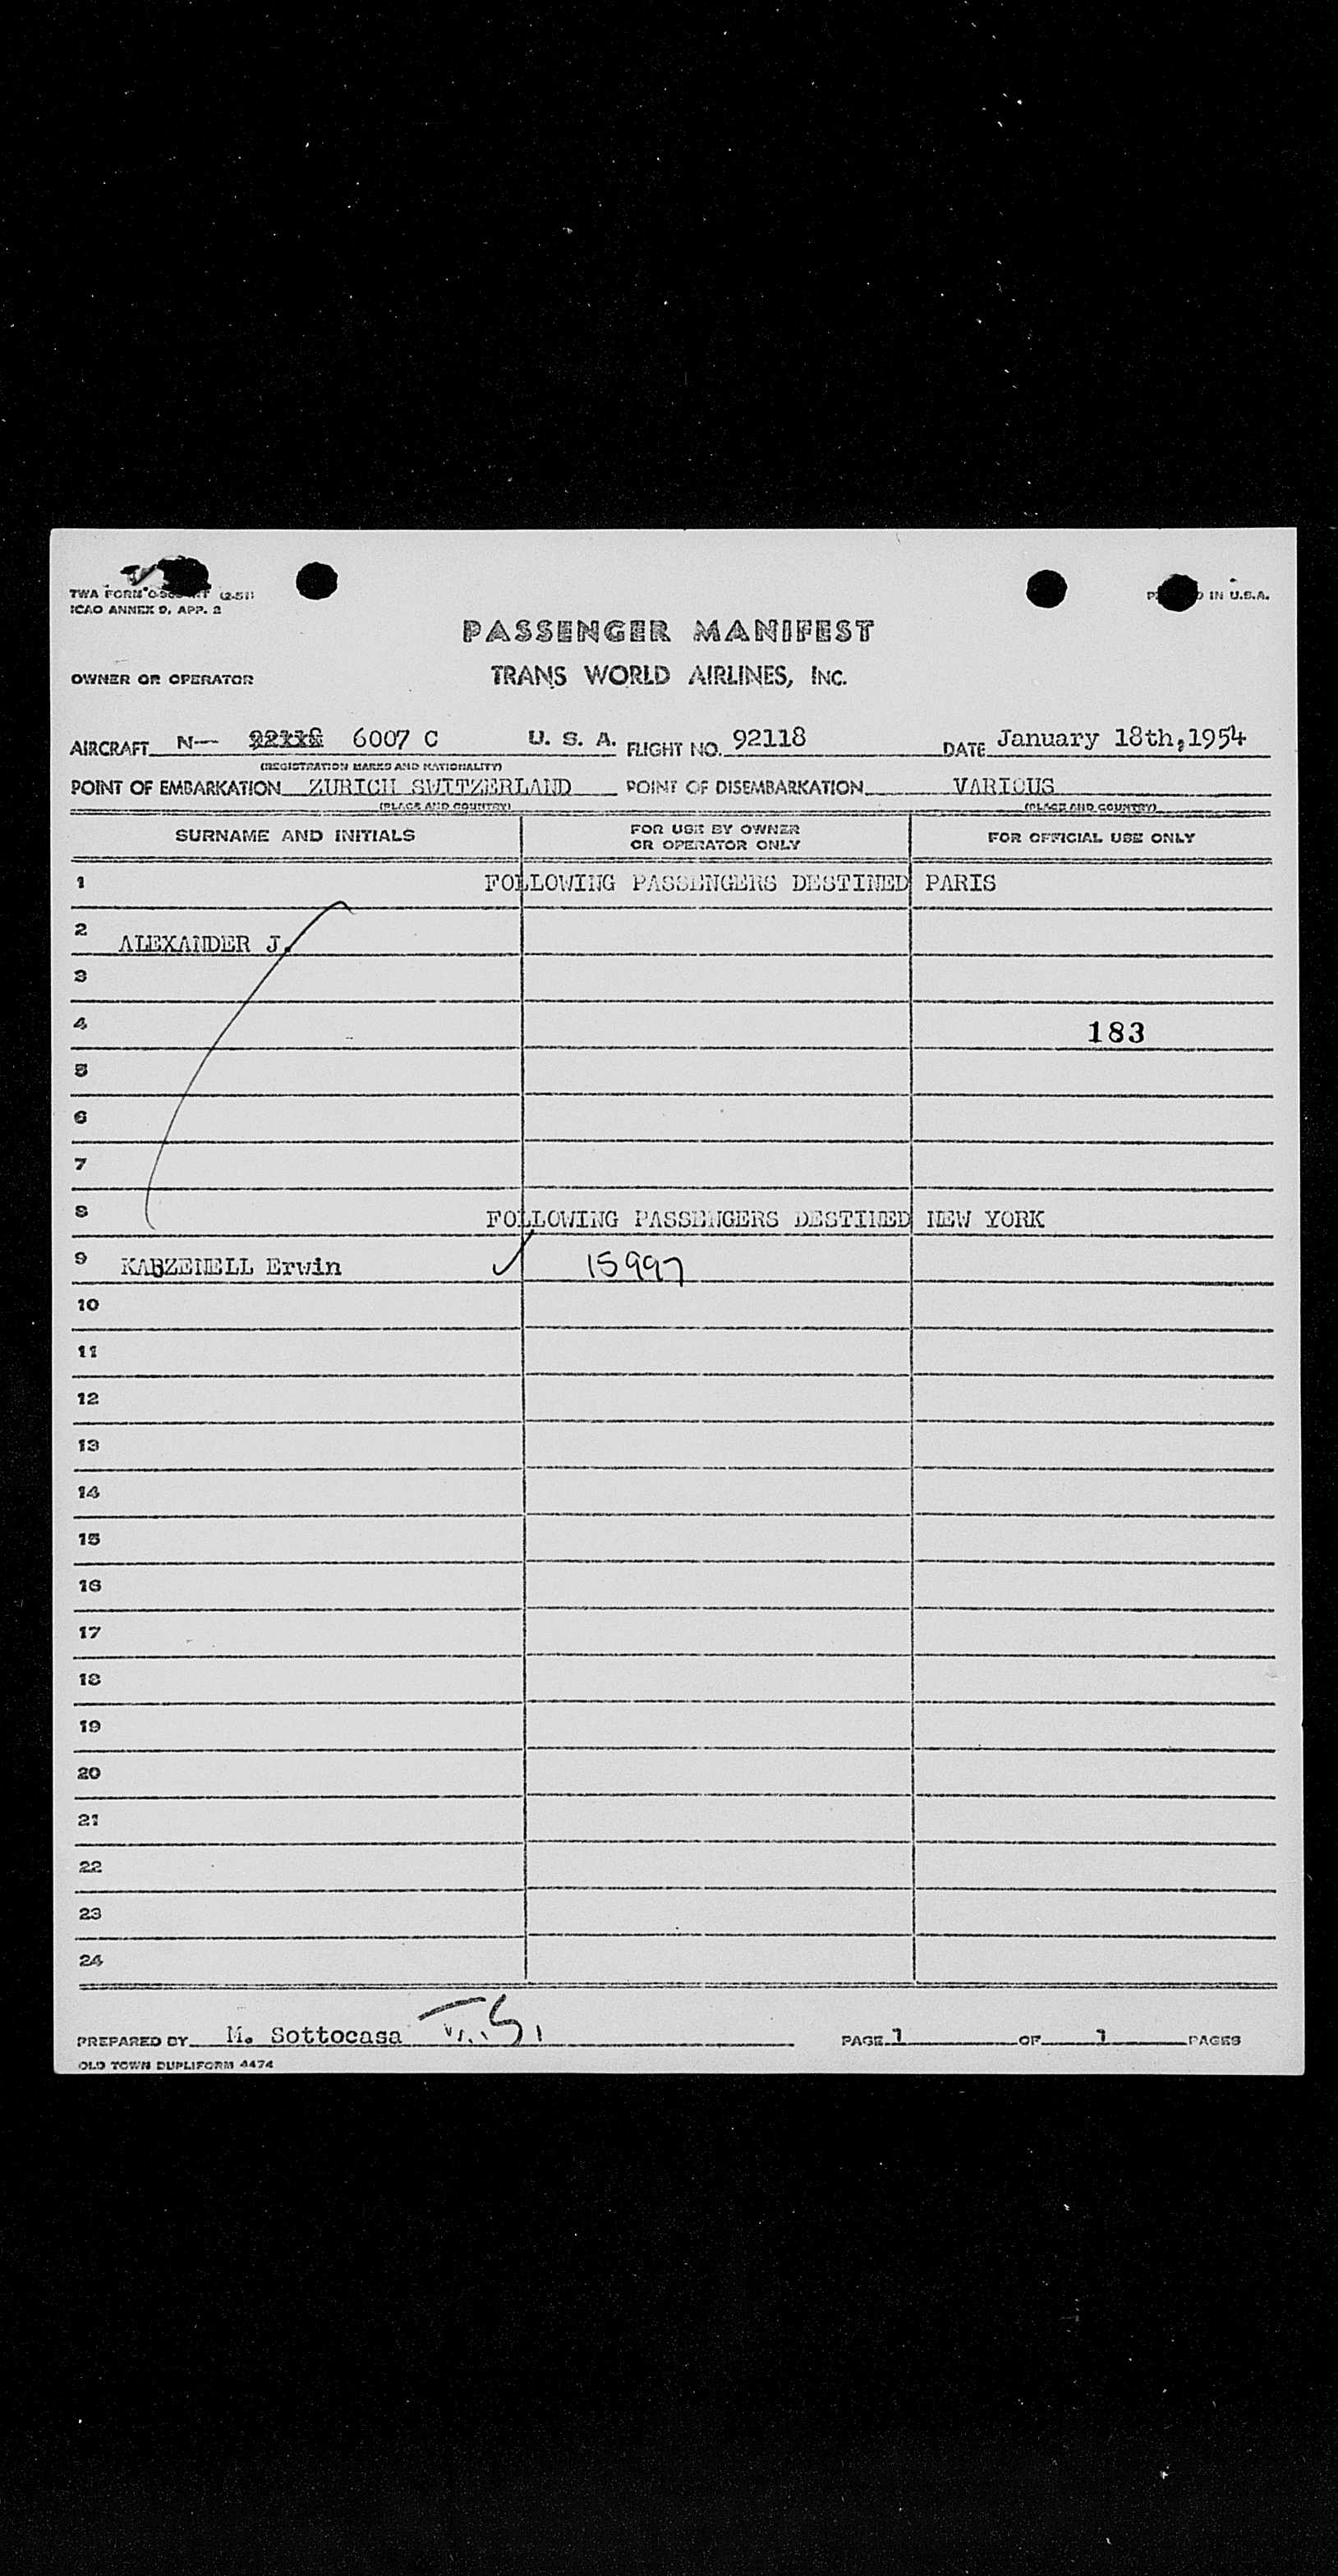 TWA FORM (2-51)
ICAO ANNEX 9, APP. 2
IN U.S.A.
PASSENGER MANIFEST
OWNER OR OPERATOR TRANS WORLD AIRLINES, INC.
AIRCRAFT N— 92118 6007 C U. S. A. FLIGHT NO. 92118 DATE January 18th,1954
(REGISTRATION MARKS AND NATIONALITY)
POINT OF EMBARKATION ZURICH SWITZERLAND POINT OF DISEMBARKATION VARIOUS
(PLACE AND COUNTRY) (PLACE AND COUNTRY)
SURNAME AND INITIALS FOR USE BY OWNER OR OPERATOR ONLY FOR OFFICIAL USE ONLY
1 FOLLOWING PASSENGERS DESTINED PARIS
2 ALEXANDER J.
3
4 183
5
6
7
8 FOLLOWING PASSENGERS DESTINED NEW YORK
9 KABZENELL Erwin 15997
10
11
12
13
14
15
16
17
18
19
20
21
22
23
24
PREPARED BY M. Sottocasa PAGE 1 OF 1 PAGES
OLD TOWN DUPLIFORM 4474